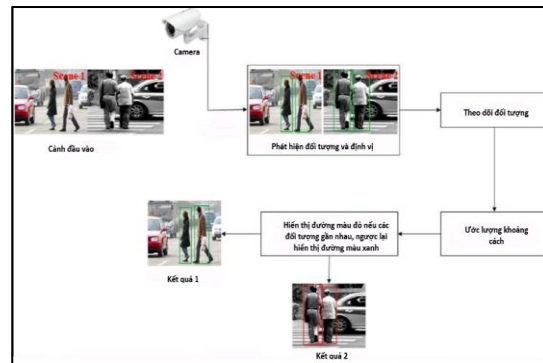 Camera
Scene 1
Scene 2
Cảnh đầu vào
Scene 1
Scene 2
Phát hiện đối tượng và định vị
Theo dõi đối tượng
Ước lượng khoảng
cách
Hiển thị đường màu đỏ nếu các
đối tượng gần nhau, ngược lại
hiển thị đường màu xanh
Kết quả 1
Kết quả 2